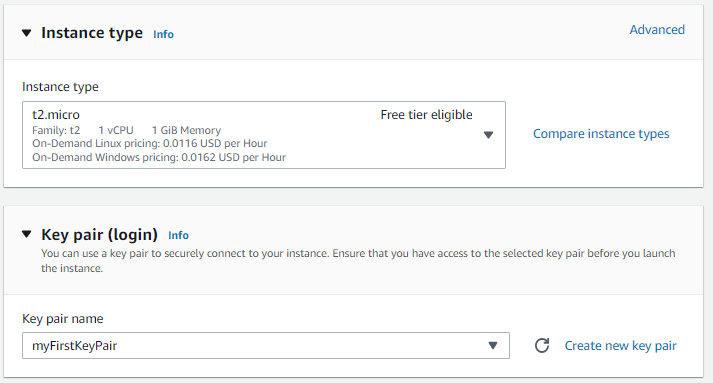 Instance type Info
Advanced
Instance type
t2.micro Free tier eligible
Family: t2 1 vCPU 1 GiB Memory
On-Demand Linux pricing: 0.0116 USD per Hour
On-Demand Windows pricing: 0.0162 USD per Hour
Compare instance types
Key pair (login) Info
You can use a key pair to securely connect to your instance. Ensure that you have access to the selected key pair before you launch
the instance.
Key pair name
myFirstKeyPair
Create new key pair